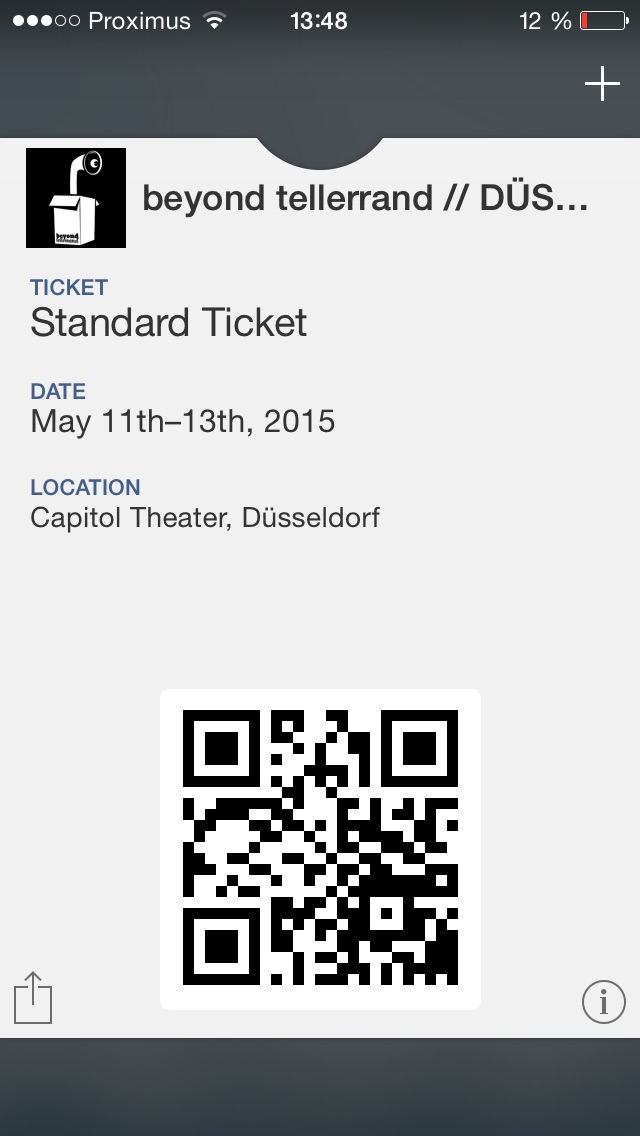 Proximus 13:48 12 %
beyond tellerrand // DÜS...
beyond
TICKET
Standard Ticket
DATE
May 11th–13th, 2015
LOCATION
Capitol Theater, Düsseldorf